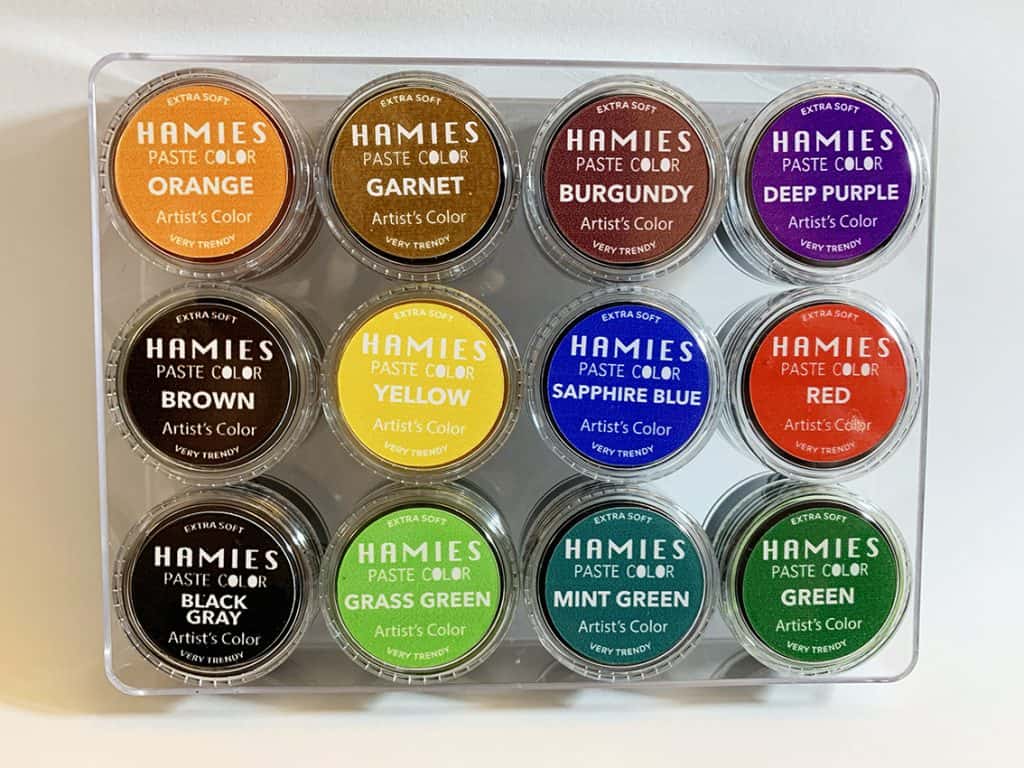 EXTRA SOFT
HAMIES
PASTE COLOR
ORANGE
Artist's Color
VERY TRENDY
EXTRA SOFT
HAMIES
PASTE COLOR
GARNET
Artist's Color
VERY TRENDY
EXTRA SOFT
HAMIES
PASTE COLOR
BURGUNDY
Artist's Color
VERY TRENDY
EXTRA SOFT
HAMIES
PASTE COLOR
DEEP PURPLE
Artist's Color
VERY TRENDY
EXTRA SOFT
HAMIES
PASTE COLOR
BROWN
Artist's Color
VERY TRENDY
EXTRA SOFT
HAMIES
PASTE COLOR
YELLOW
Artist's Color
VERY TRENDY
EXTRA SOFT
HAMIES
PASTE COLOR
SAPPHIRE BLUE
Artist's Color
VERY TRENDY
EXTRA SOFT
HAMIES
PASTE COLOR
RED
Artist's Color
VERY TRENDY
EXTRA SOFT
HAMIES
PASTE COLOR
BLACK
GRAY
Artist's Color
VERY TRENDY
EXTRA SOFT
HAMIES
PASTE COLOR
GRASS GREEN
Artist's Color
VERY TRENDY
EXTRA SOFT
HAMIES
PASTE COLOR
MINT GREEN
Artist's Color
VERY TRENDY
EXTRA SOFT
HAMIES
PASTE COLOR
GREEN
Artist's Color
VERY TRENDY